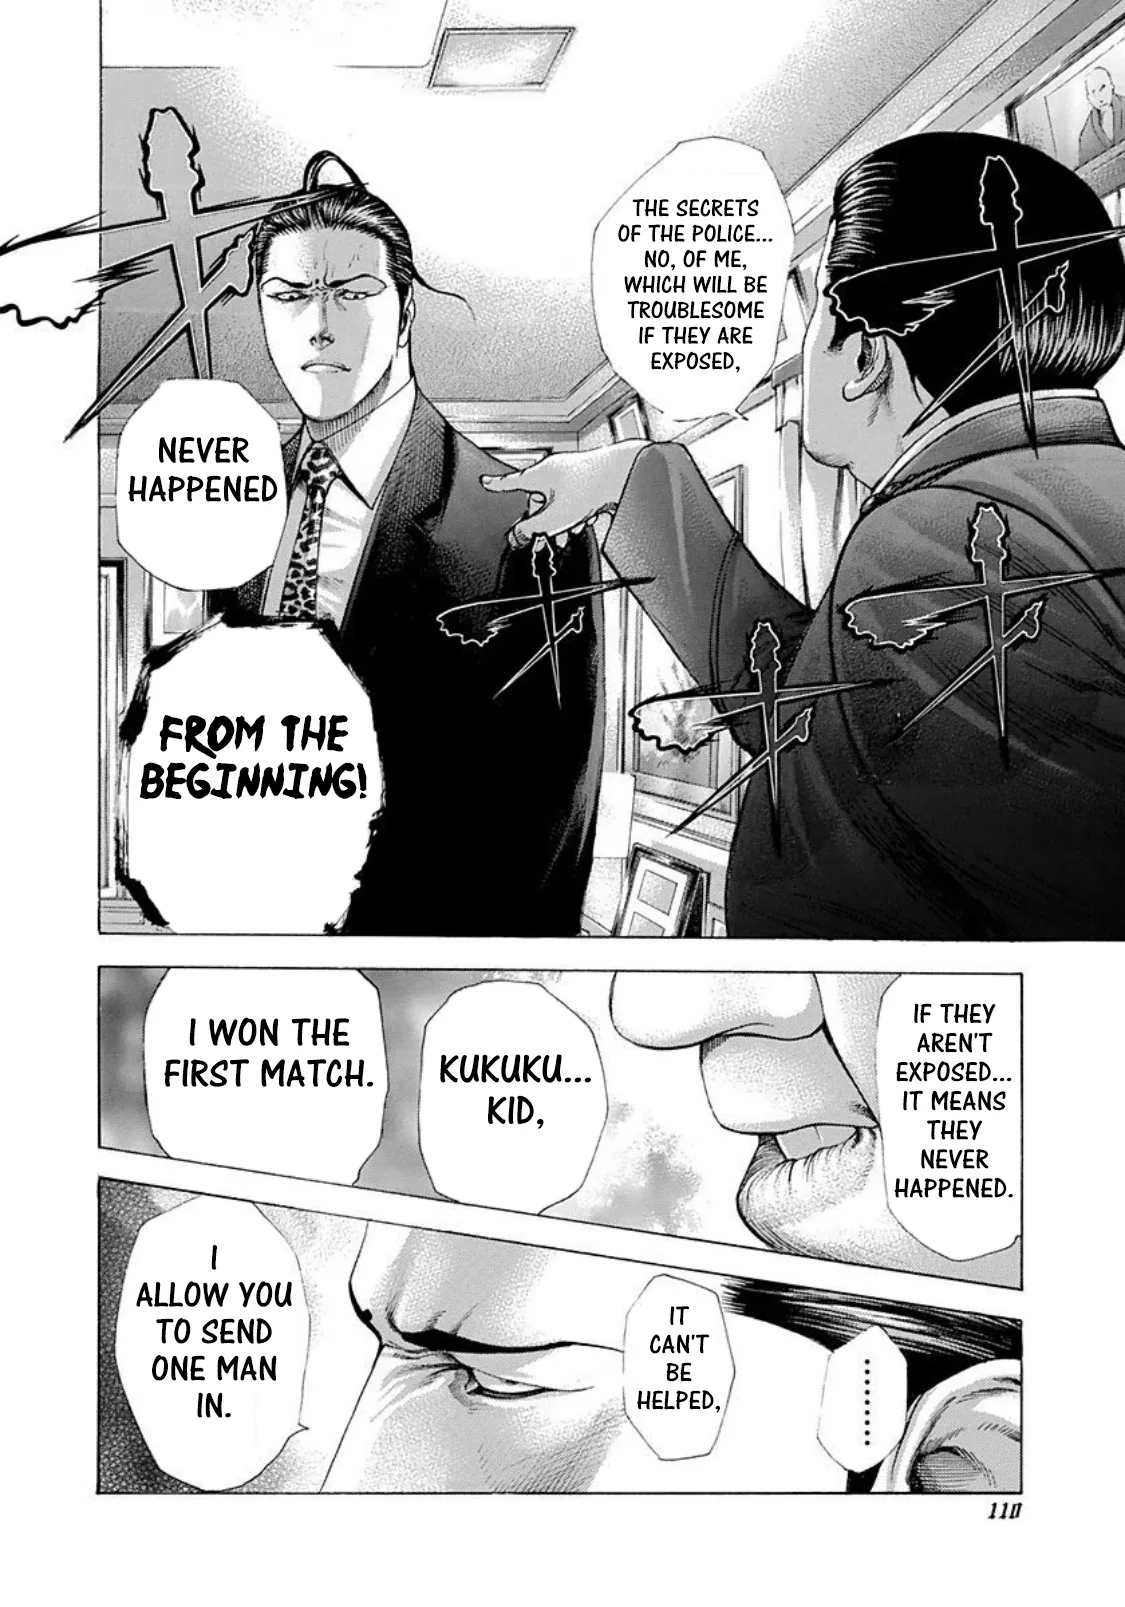 THE SECRETS
OF THE POLICE...
NO, OF ME,
WHICH WILL BE
TROUBLESOME
IF THEY ARE
EXPOSED,
NEVER
HAPPENED
FROM THE
BEGINNING!
IF THEY
AREN'T
EXPOSED...
IT MEANS
THEY
NEVER
HAPPENED.
KUKUKU...
KID,
I WON THE
FIRST MATCH.
.........
IT
CAN'T
BE
HELPED,
I
ALLOW YOU
TO SEND
ONE MAN
IN.
110